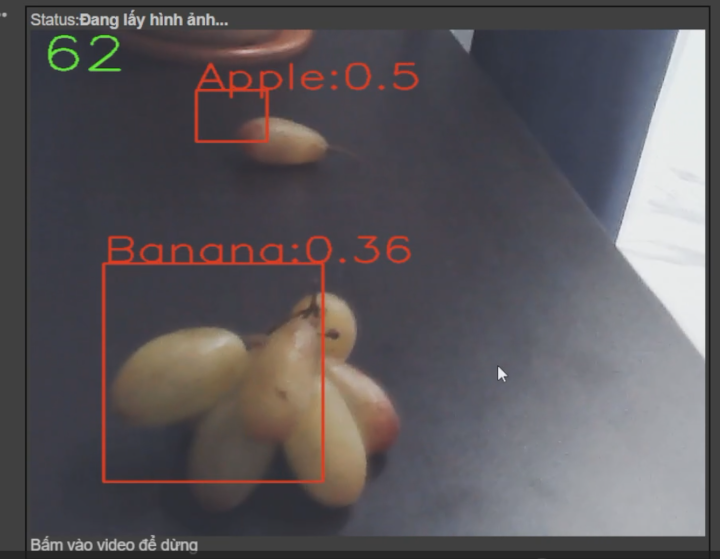 Status:Đang lấy hình ảnh...
62
Apple:0.5
Banana:0.36
Bấm vào video để dừng